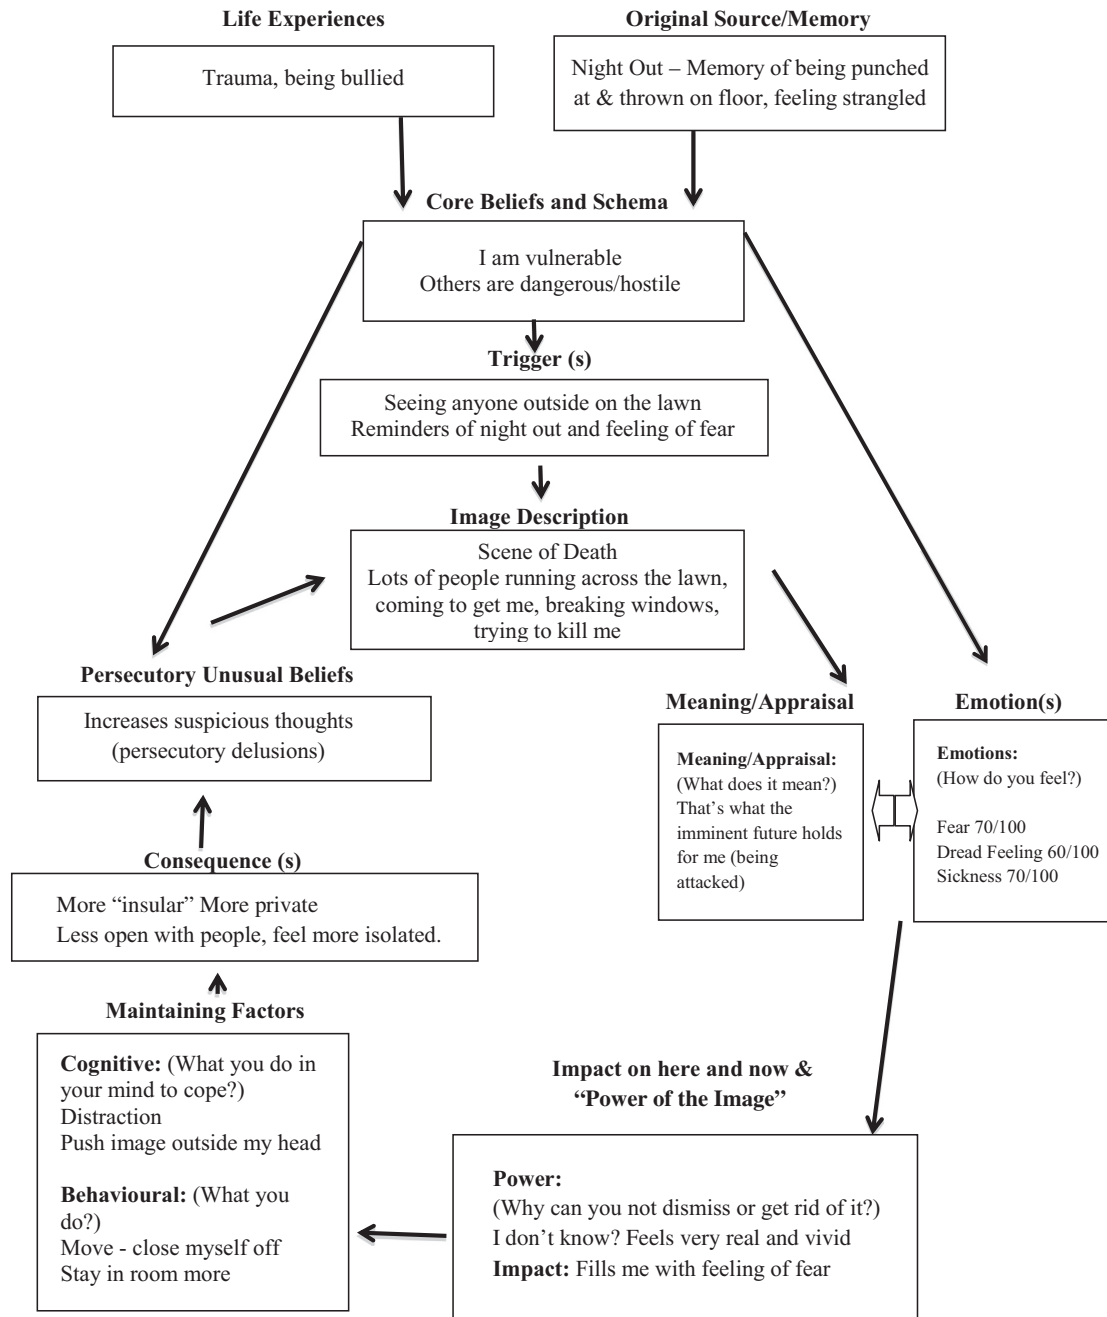 Life Experiences
Original Source/Memory
Trauma, being bullied
Night Out – Memory of being punched
at & thrown on floor, feeling strangled
Core Beliefs and Schema
I am vulnerable
Others are dangerous/hostile
Trigger (s)
Seeing anyone outside on the lawn
Reminders of night out and feeling of fear
Image Description
Scene of Death
Lots of people running across the lawn,
coming to get me, breaking windows,
trying to kill me
Persecutory Unusual Beliefs
Increases suspicious thoughts
(persecutory delusions)
Meaning/Appraisal
Meaning/Appraisal:
(What does it mean?)
That’s what the
imminent future holds
for me (being
attacked)
Emotion(s)
Emotions:
(How do you feel?)
Fear 70/100
Dread Feeling 60/100
Sickness 70/100
Consequence (s)
More “insular” More private
Less open with people, feel more isolated.
Maintaining Factors
Cognitive: (What you do in
your mind to cope?)
Distraction
Push image outside my head
Behavioural: (What you
do?)
Move - close myself off
Stay in room more
Impact on here and now &
“Power of the Image”
Power:
(Why can you not dismiss or get rid of it?)
I don’t know? Feels very real and vivid
Impact: Fills me with feeling of fear